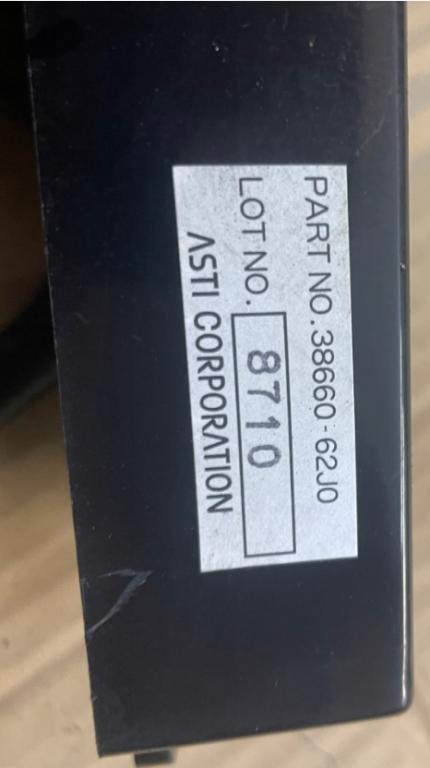 PART NO.38660-62J0
LOT NO. 8710
ASTI CORPORATION